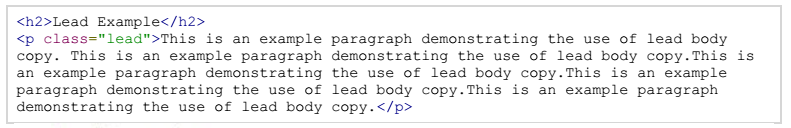 <h2>Lead Example</h2>
<p class="lead">This is an example paragraph demonstrating the use of lead body
copy. This is an example paragraph demonstrating the use of lead body copy.This is
an example paragraph demonstrating the use of lead body copy.This is an example
paragraph demonstrating the use of lead body copy.This is an example paragraph
demonstrating the use of lead body copy.</p>